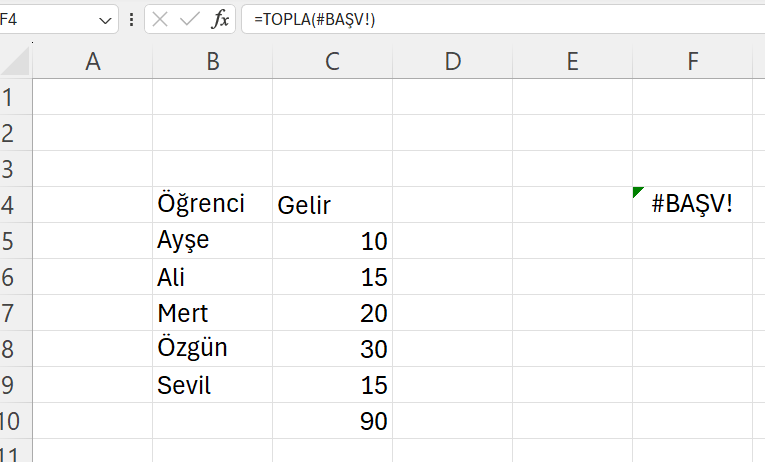 F4 fx =TOPLA(#BAŞV!)
A B C D E F
1
2
3
4 Öğrenci Gelir #BAŞV!
5 Ayşe 10
6 Ali 15
7 Mert 20
8 Özgün 30
9 Sevil 15
10 90
11